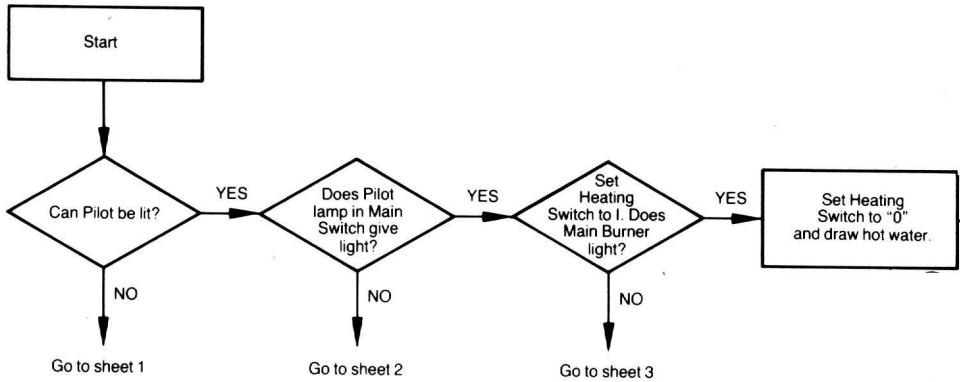 Start
Can Pilot be lit?
YES
Does Pilot
lamp in Main
Switch give
light?
YES
Set
Heating
Switch to I. Does
Main Burner
light?
YES
Set Heating
Switch to “0”
and draw hot water.
NO
NO
NO
Go to sheet 1
Go to sheet 2
Go to sheet 3